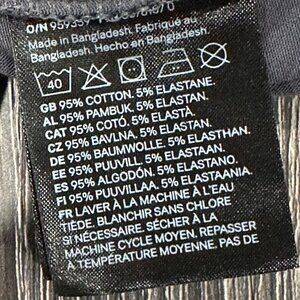 O/N 959359
Made in Bangladesh. Fabriqué au
Bangladesh. Hecho en Bangladesh.
40
GB 95% COTTON. 5% ELASTANE.
AL 95% PAMBUK. 5% ELASTAN.
CAT 95% COTÓ. 5% ELASTÀ.
CZ 95% BAVLNA. 5% ELASTAN.
DE 95% BAUMWOLLE. 5% ELASTHAN.
EE 95% PUUVILL. 5% ELASTAAN.
ES 95% ALGODÓN. 5% ELASTANO.
FI 95% PUUVILLAA. 5% ELASTAANIA.
FR LAVER À LA MACHINE À L'EAU
TIÈDE. BLANCHIR SANS CHLORE
SI NÉCESSAIRE. SÉCHER À LA
MACHINE CYCLE MOYEN. REPASSER
À TEMPÉRATURE MOYENNE. PAS DE